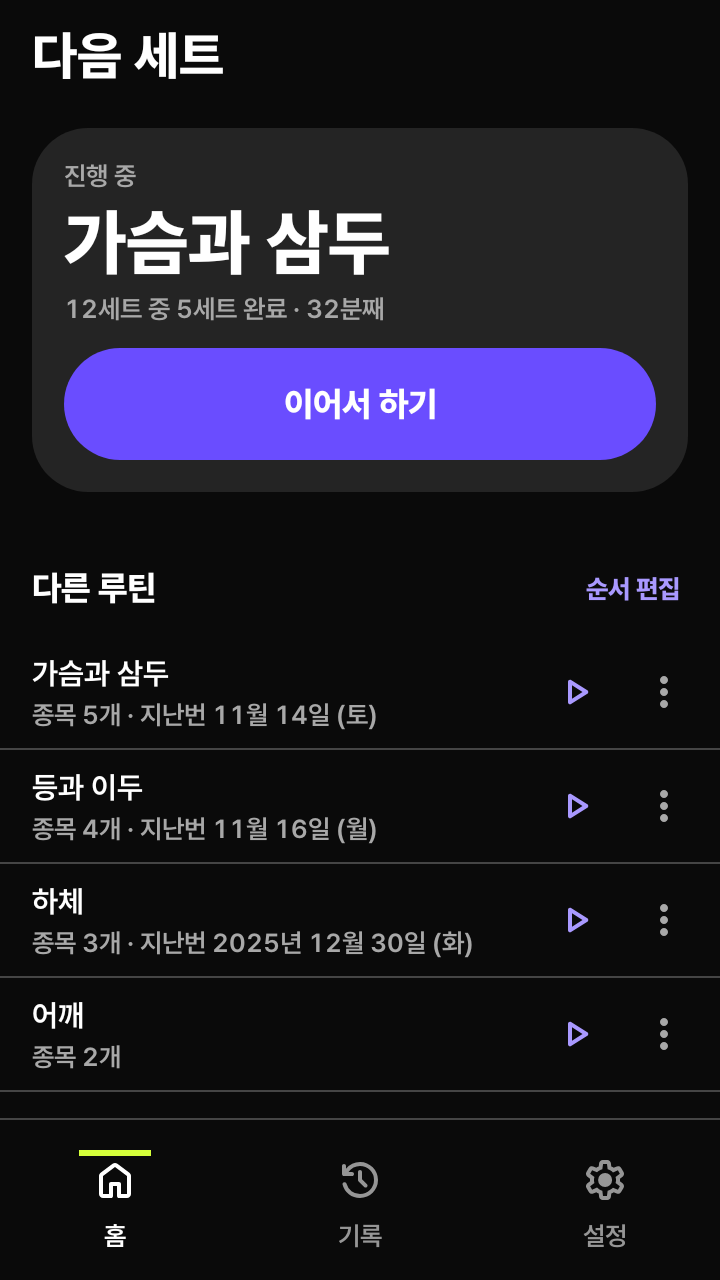 다음 세트
진행 중
가슴과 삼두
12세트 중 5세트 완료 · 32분째
이어서 하기
다른 루틴
순서 편집
가슴과 삼두
종목 5개 · 지난번 11월 14일 (토)
등과 이두
종목 4개 · 지난번 11월 16일 (월)
하체
종목 3개 · 지난번 2025년 12월 30일 (화)
어깨
종목 2개
홈
기록
설정